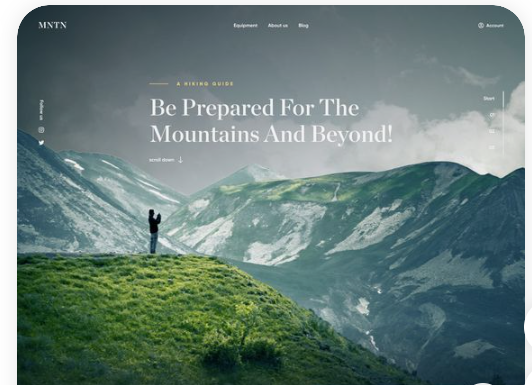 MNTN
Equipment
About us
Blog
Account
A HIKING GUIDE
Be Prepared For The
Mountains And Beyond!
scroll down
Follow us
Start
01
02
03